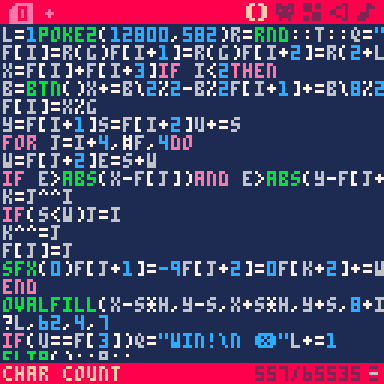 L=1POKE2(12800,582)R=RND::T::Q="
F[I]=R(G)F[I+1]=R(G)F[I+2]=R(2+L
X=F[I]+F[I+3]IF I<2THEN
B=BTN()X+=B\2%2-B%2F[I+1]+=B\8%2
F[I]=X%G
Y=F[I+1]S=F[I+2]V+=S
FOR J=I+4,#F,4DO
W=F[J+2]E=S+W
IF E>ABS(X-F[J])AND E>ABS(Y-F[J+
K=J^^I
IF(S<W)J=I
K^^=J
F[J]=J
SFX(0)F[J+1]=-9F[J+2]=0F[K+2]+=W
END
OVALFILL(X-S*H,Y-S,X+S*H,Y+S,8+I
?L,62,4,7
IF(V==F[3])Q="WIN!\N "L+=1
CHAR COUNT 557/65535